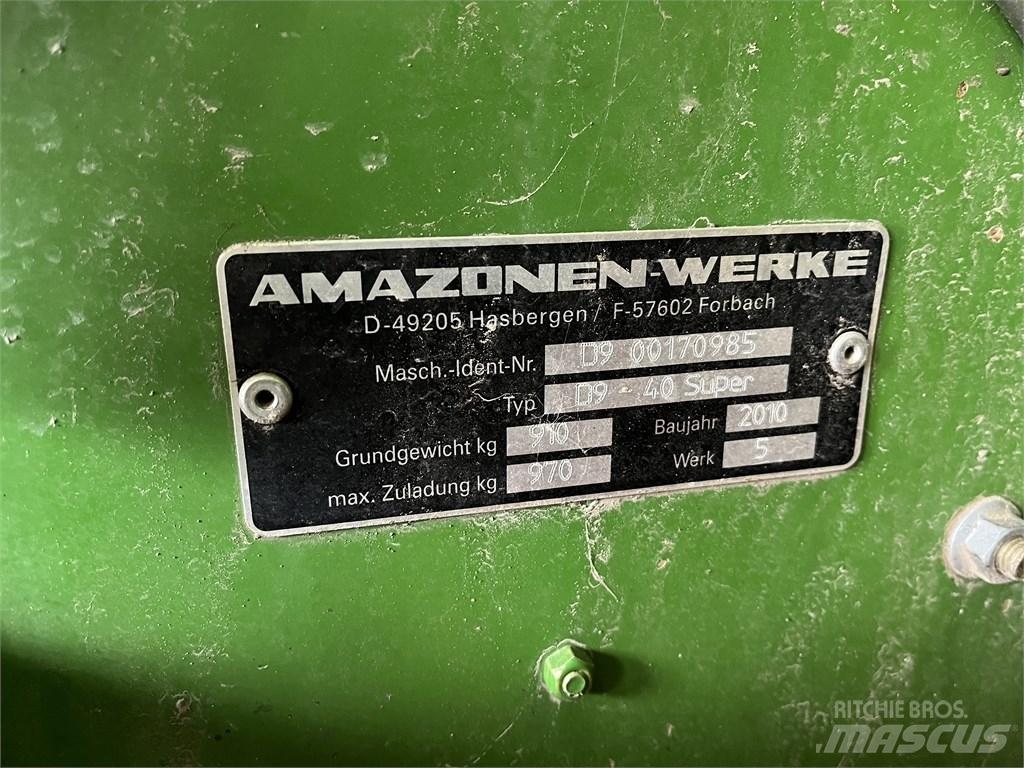 AMAZONEN-WERKE
D-49205 Hasbergen / F-57602 Forbach
Masch.-Ident-Nr. D9 00170985
Typ D9 - 40 Super
Grundgewicht kg 910 Baujahr 2010
max. Zuladung kg 970 Werk 5
RITCHIE BROS.
MASCUS